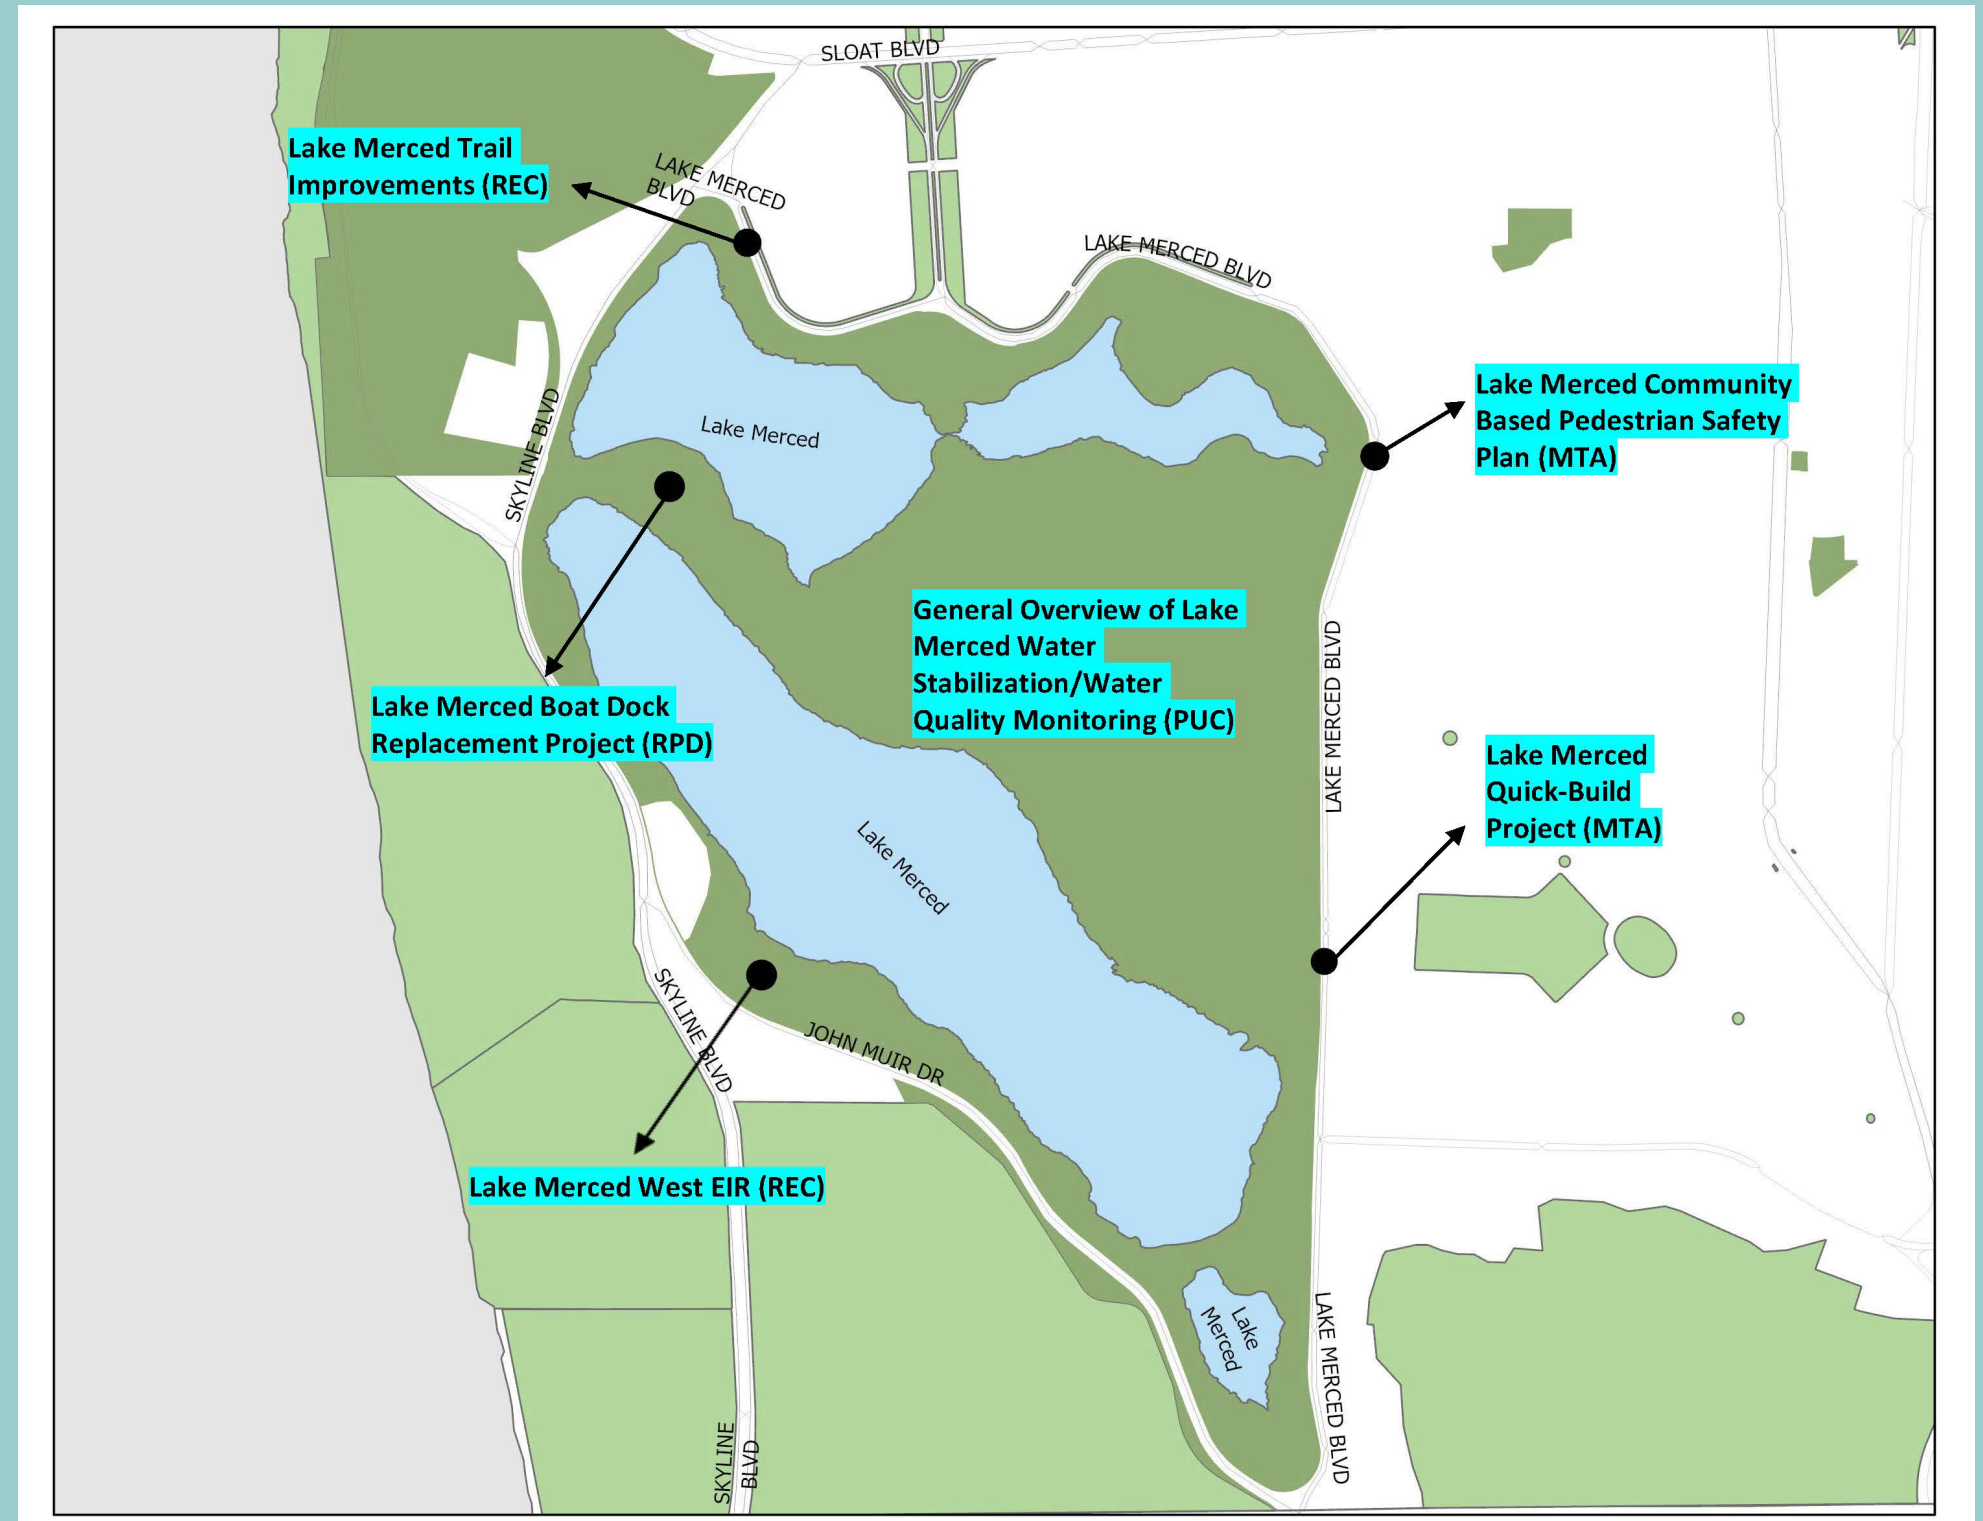 SLOAT BLVD
Lake Merced Trail
Improvements (REC)
LAKE MERCED
BLVD
LAKE MERCED BLVD
Lake Merced Community
Based Pedestrian Safety
Plan (MTA)
SKYLINE BLVD
Lake Merced
General Overview of Lake
Merced Water
Stabilization/Water
Quality Monitoring (PUC)
LAKE MERCED BLVD
Lake Merced Boat Dock
Replacement Project (RPD)
Lake Merced
Quick-Build
Project (MTA)
Lake Merced
SKYLINE BLVD
JOHN MUIR DR
Lake Merced West EIR (REC)
Lake
Merced
LAKE MERCED BLVD
SKYLINE
BLVD